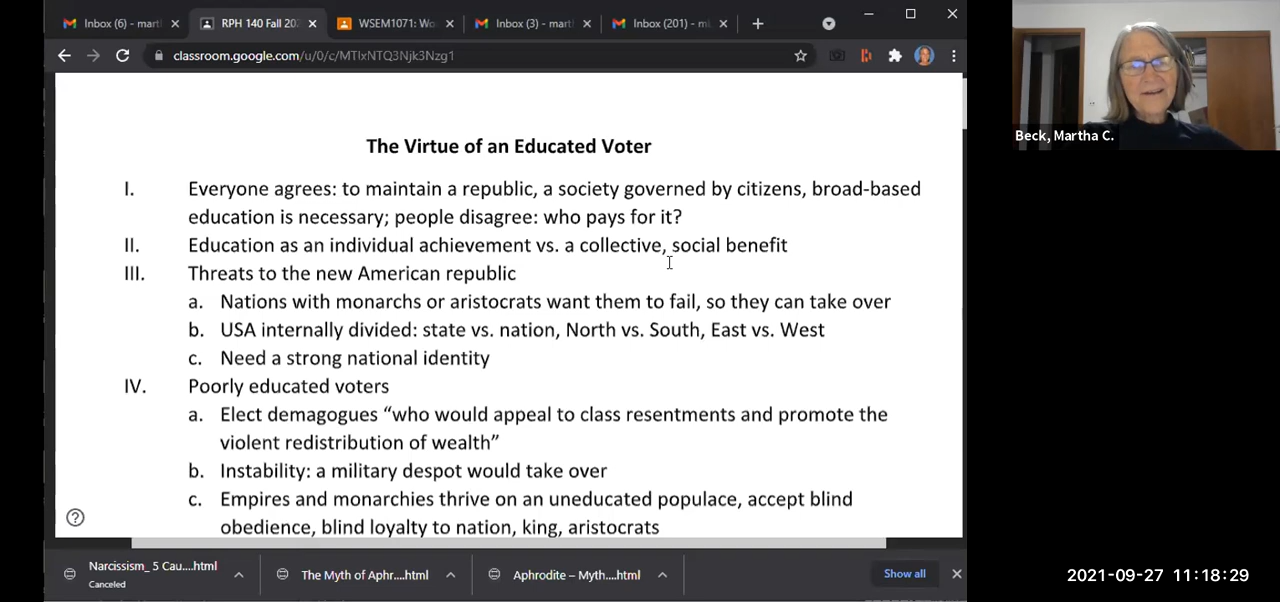 Inbox (6) - mart
RPH 140 Fall 202
WSEM1071: Wo
Inbox (3) - mart
Inbox (201) - m
classroom.google.com/u/0/c/MTIxNTQ3Njk3Nzg1
Beck, Martha C.
The Virtue of an Educated Voter
I. Everyone agrees: to maintain a republic, a society governed by citizens, broad-based
education is necessary; people disagree: who pays for it?
II. Education as an individual achievement vs. a collective, social benefit
III. Threats to the new American republic
a. Nations with monarchs or aristocrats want them to fail, so they can take over
b. USA internally divided: state vs. nation, North vs. South, East vs. West
c. Need a strong national identity
IV. Poorly educated voters
a. Elect demagogues “who would appeal to class resentments and promote the
violent redistribution of wealth”
b. Instability: a military despot would take over
c. Empires and monarchies thrive on an uneducated populace, accept blind
obedience, blind loyalty to nation, king, aristocrats
Narcissism_ 5 Cau....html
Canceled
The Myth of Aphr....html
Aphrodite – Myth....html
Show all
2021-09-27 11:18:29